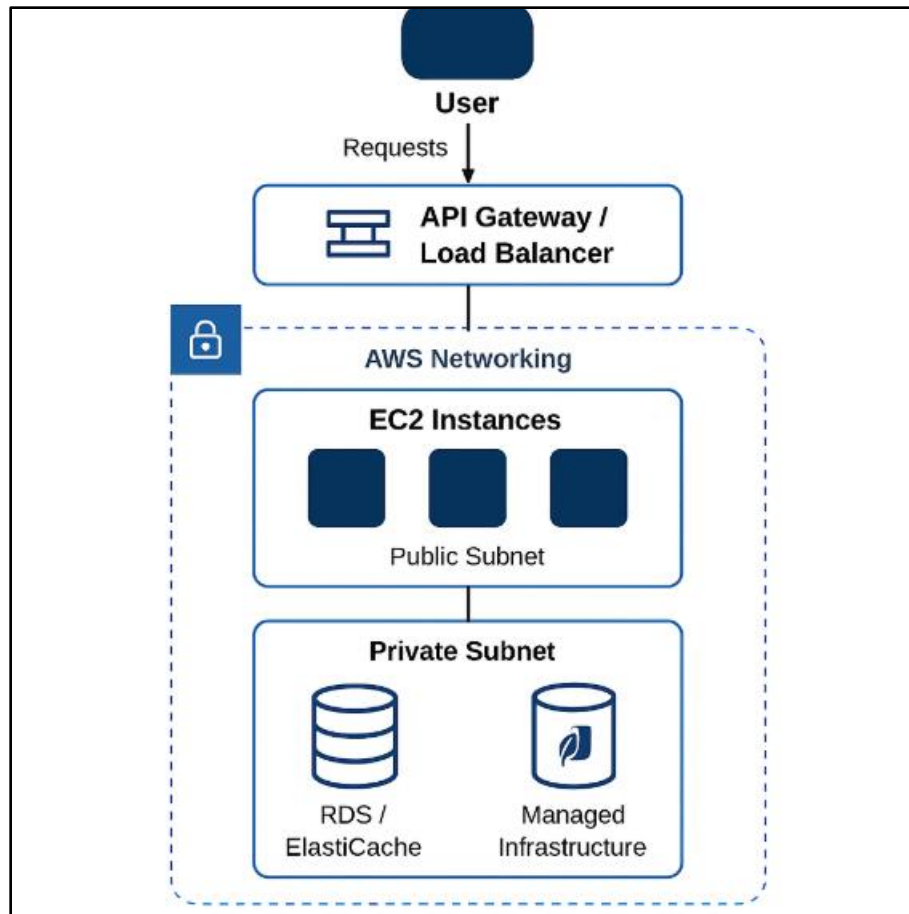 User
Requests
API Gateway /
Load Balancer
AWS Networking
EC2 Instances
Public Subnet
Private Subnet
RDS /
ElastiCache
Managed
Infrastructure